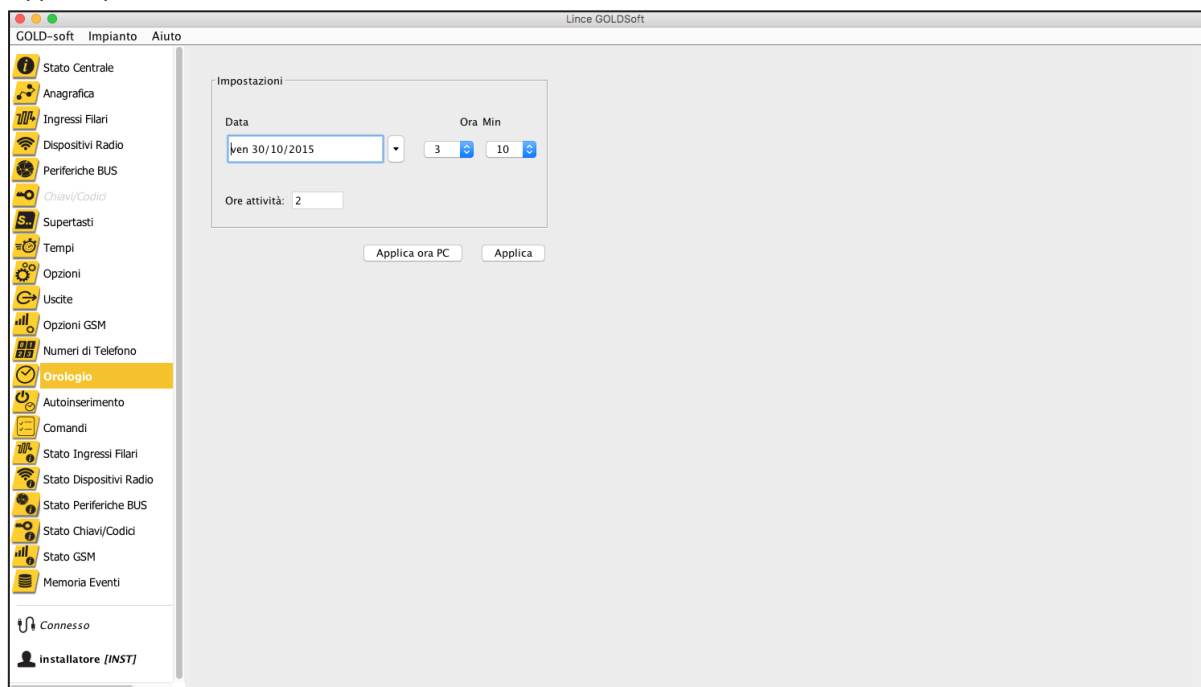 Lince GOLDSoft
GOLD-soft Impianto Aiuto
Stato Centrale
Anagrafica
Ingressi Filari
Dispositivi Radio
Periferiche BUS
Chiavi/Codici
S.. Supertasti
Tempi
Opzioni
Uscite
Opzioni GSM
Numeri di Telefono
Orologio
Autoinserimento
Comandi
Stato Ingressi Filari
Stato Dispositivi Radio
Stato Periferiche BUS
Stato Chiavi/Codici
Stato GSM
Memoria Eventi
Connesso
installatore [INST]
Impostazioni
Data Ora Min
ven 30/10/2015 3 10
Ore attività: 2
Applica ora PC Applica